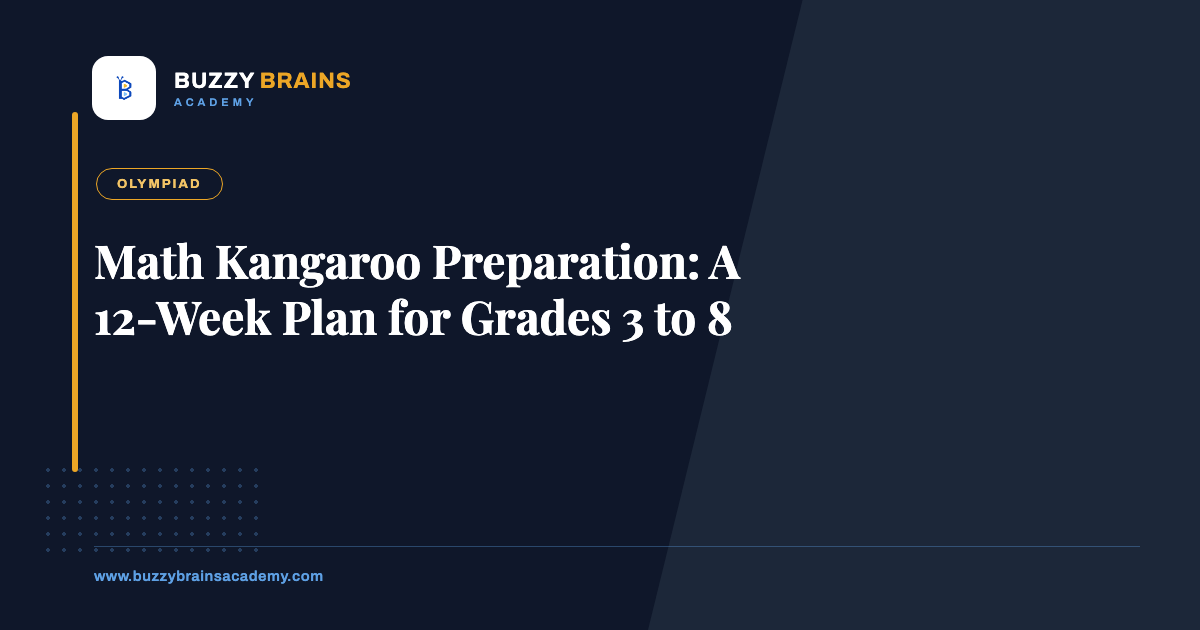 BUZZY BRAINS
ACADEMY
OLYMPIAD
Math Kangaroo Preparation: A
12-Week Plan for Grades 3 to 8
www.buzzybrainsacademy.com